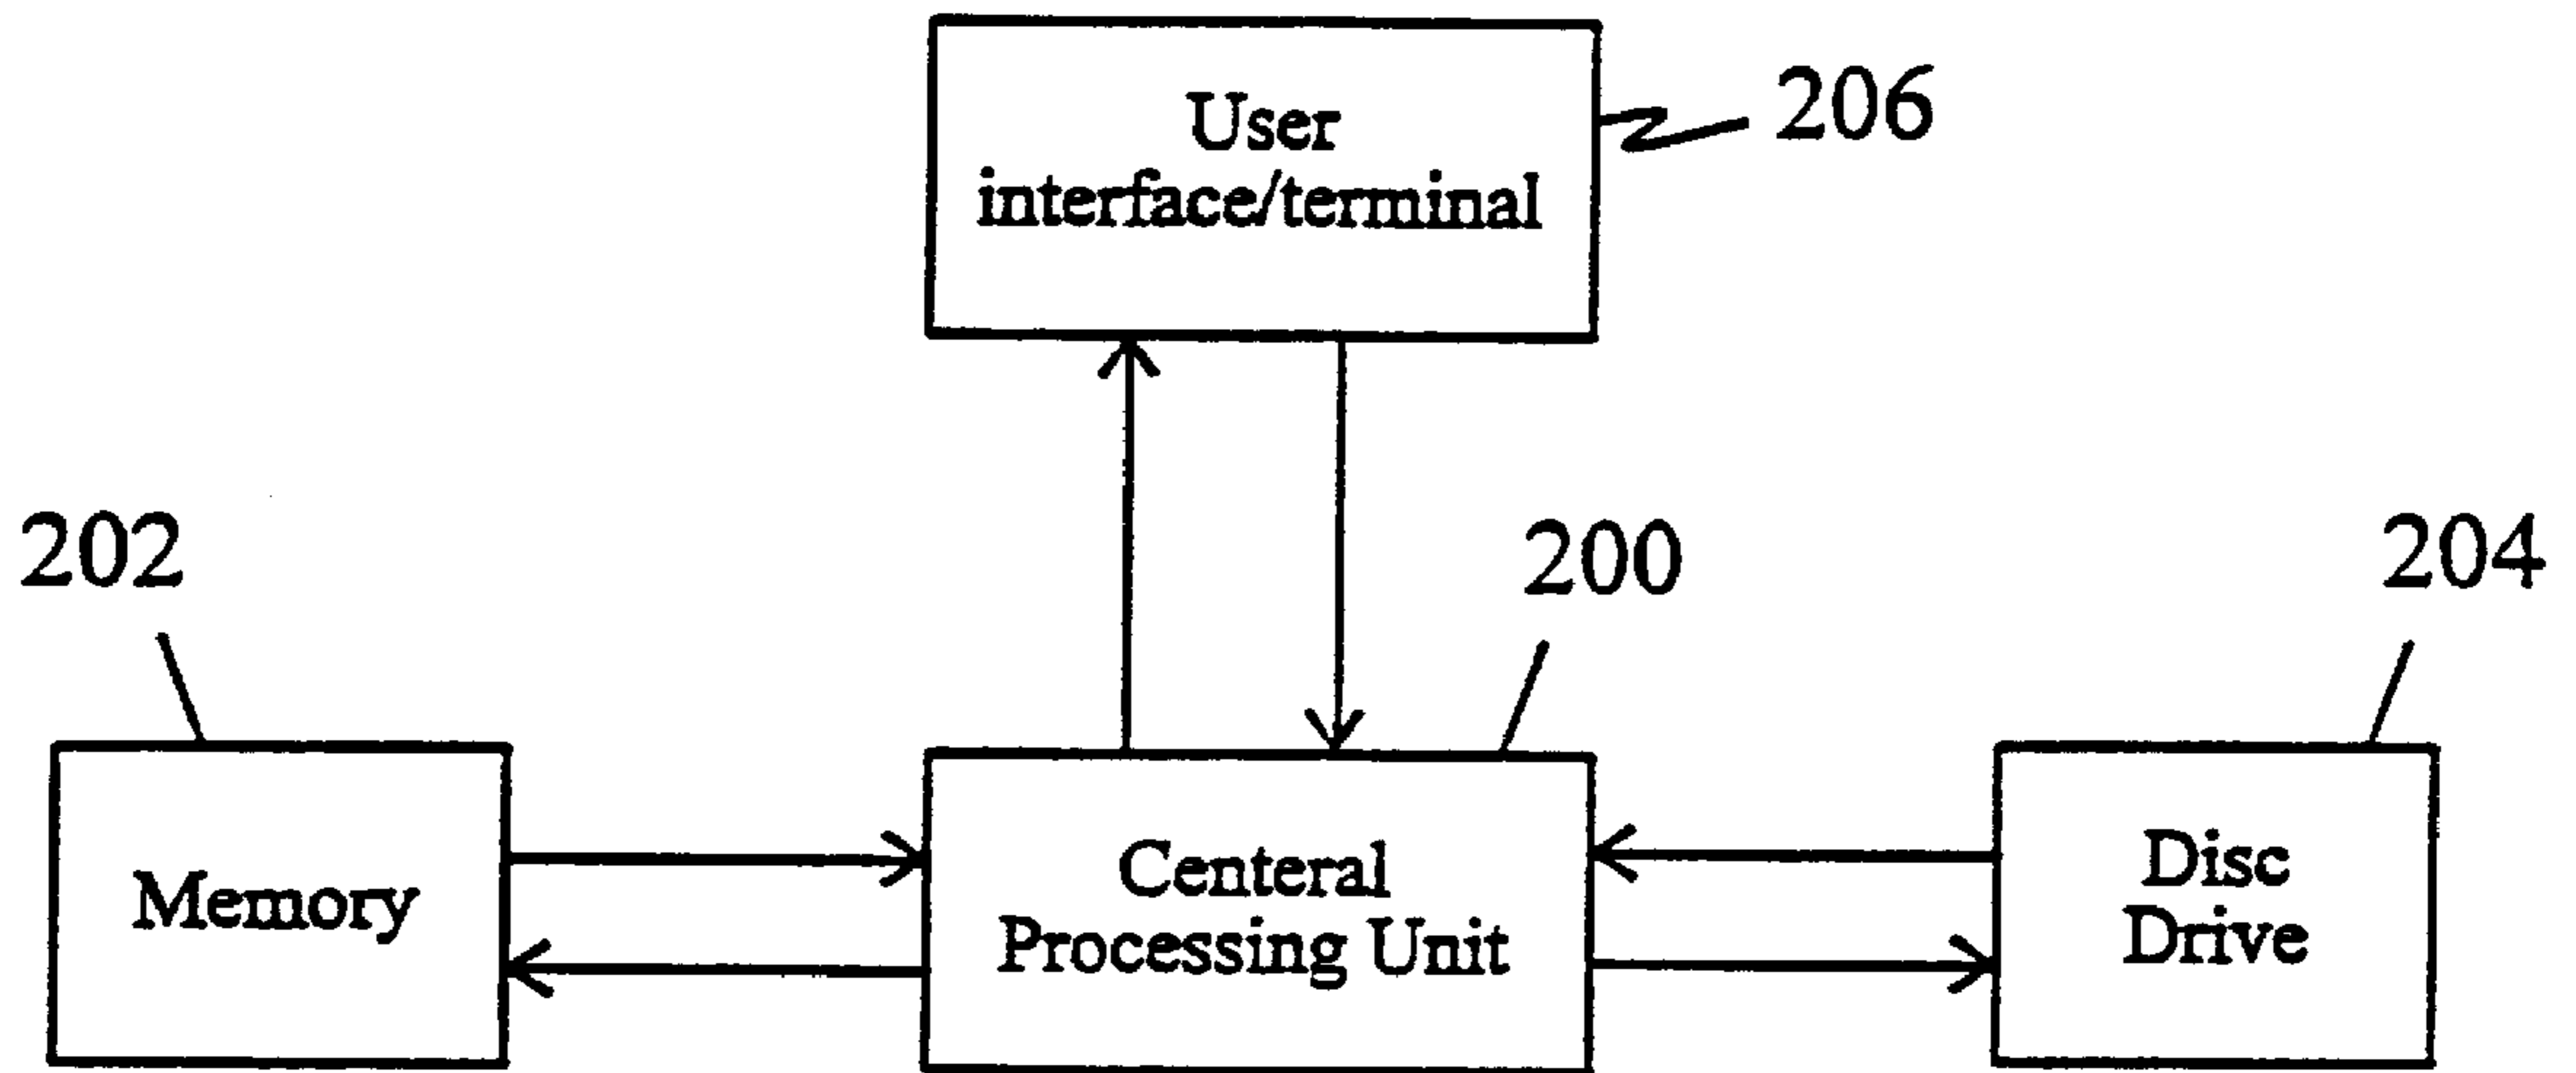 User
interface/terminal
206
202
200
204
Memory
Centeral
Processing Unit
Disc
Drive